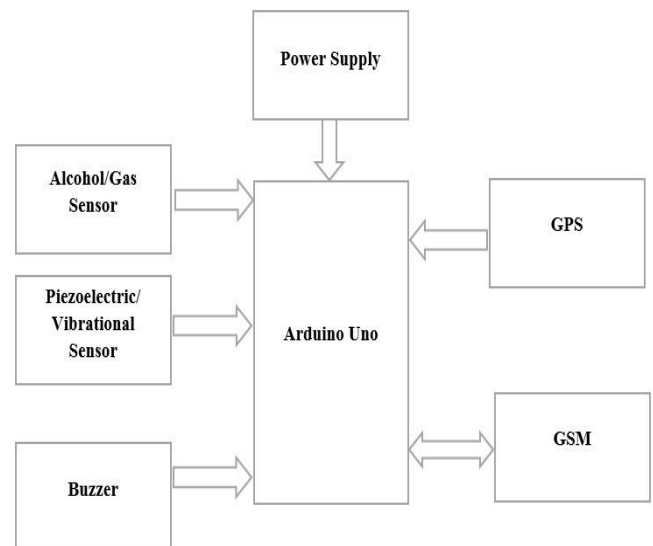 Power Supply
Alcohol/Gas
Sensor
GPS
Piezoelectric/
Vibrational
Sensor
Arduino Uno
GSM
Buzzer